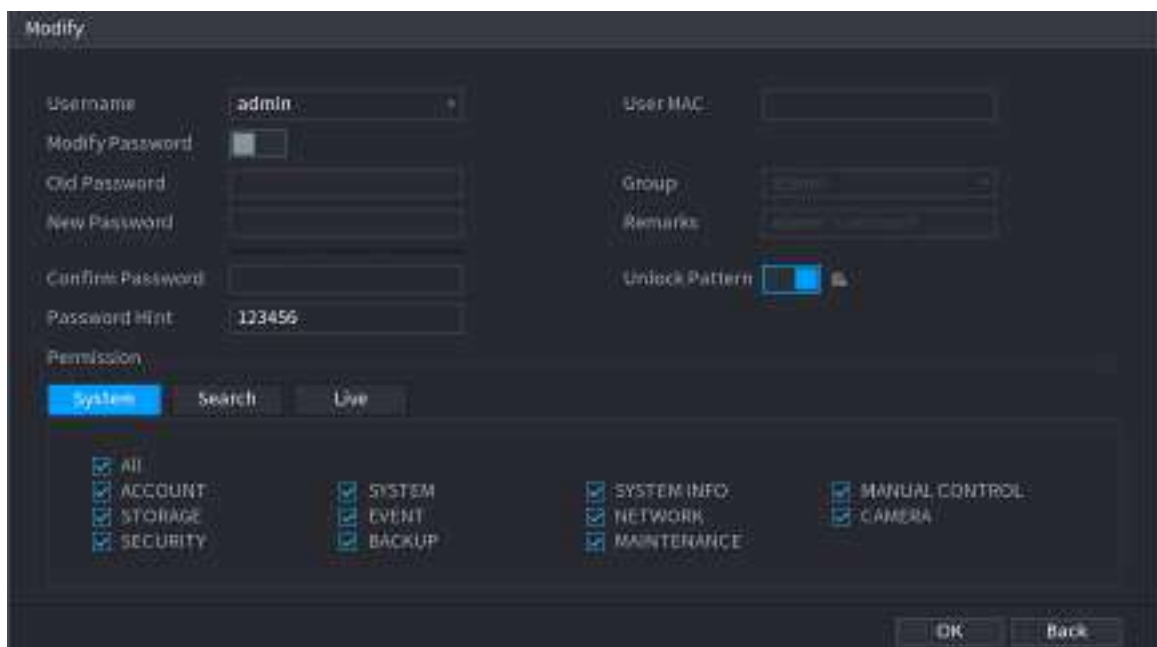 Modify
Username admin User MAC
Modify Password
Old Password Group
New Password Remarks
Confirm Password Unlock Pattern
Password Hint 123456
Permission
System Search Live
All
ACCOUNT SYSTEM SYSTEM INFO MANUAL CONTROL
STORAGE EVENT NETWORK CAMERA
SECURITY BACKUP MAINTENANCE
OK Back